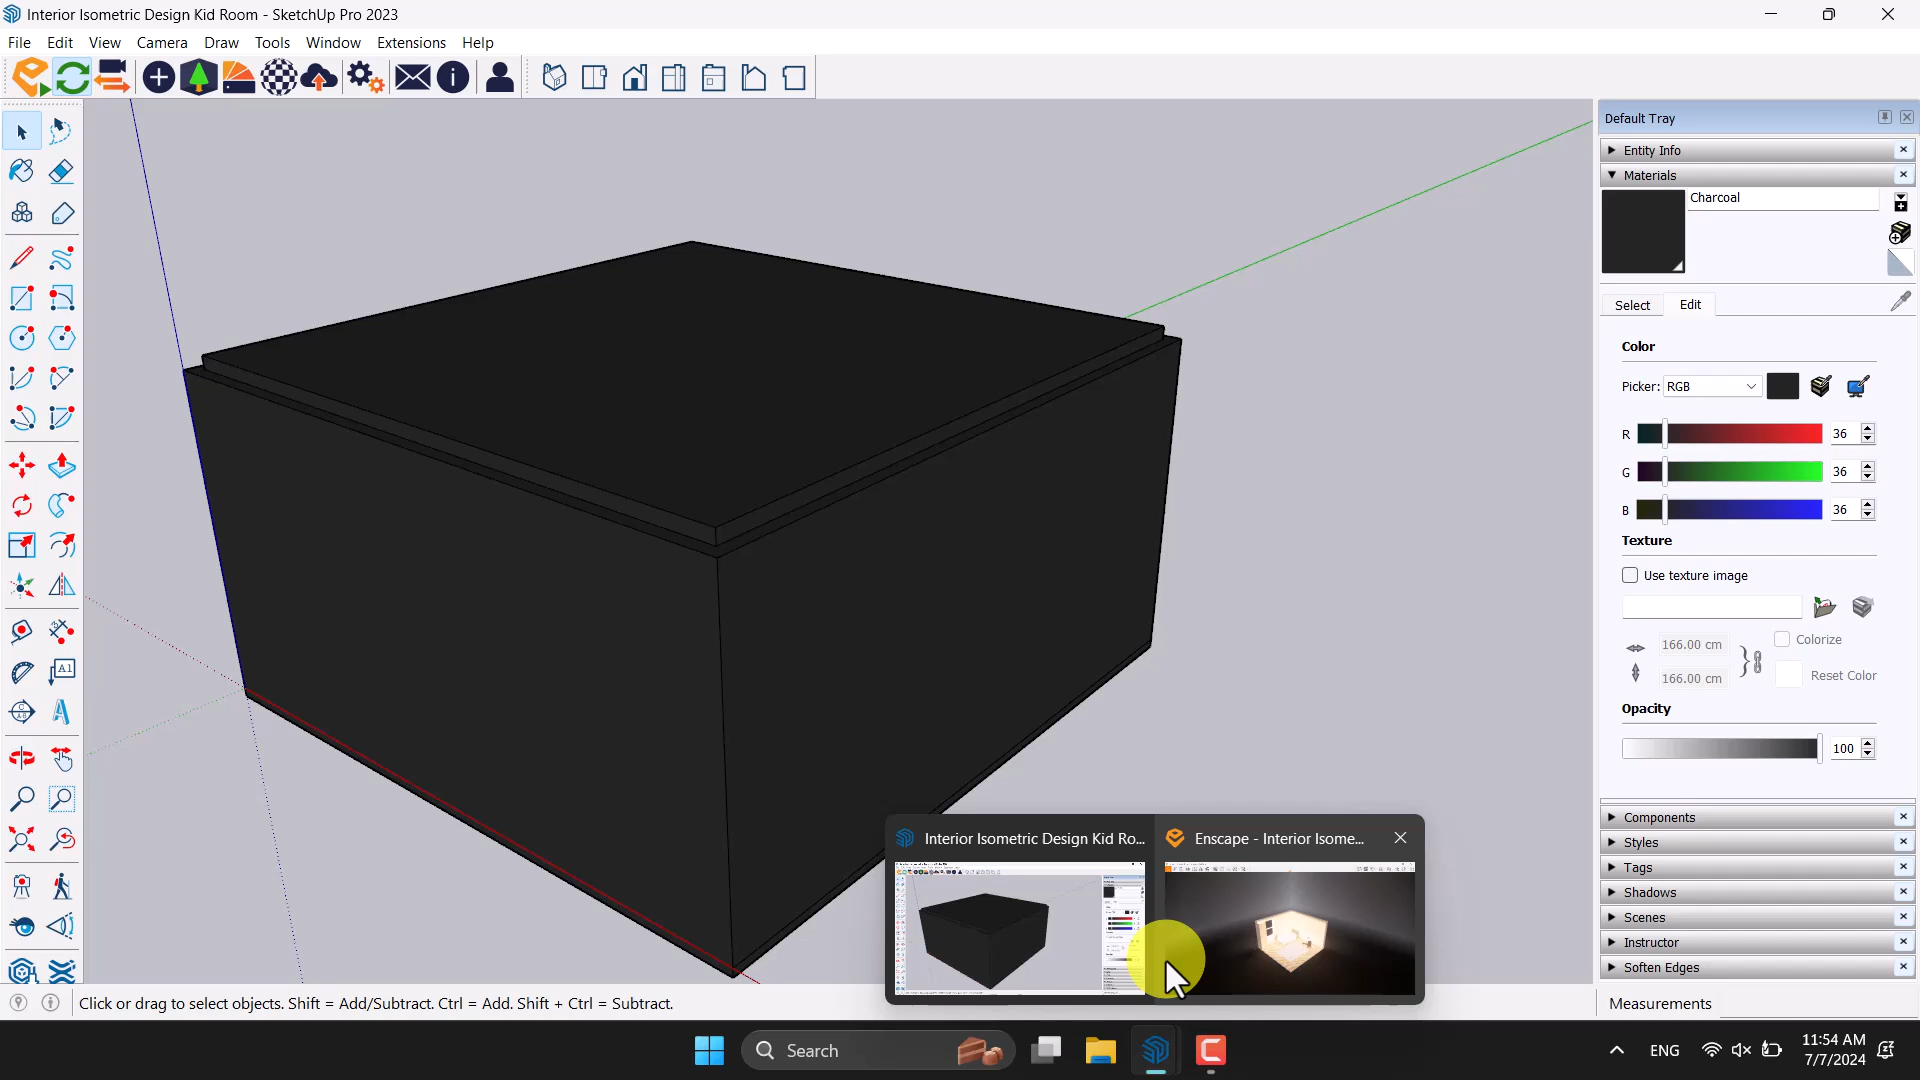 Interior Isometric Design Kid Room - SketchUp Pro 2023
File Edit View Camera Draw Tools Window Extensions Help
Default Tray
Entity Info
Materials
Charcoal
Select Edit
Color
Picker: RGB
R 36
G 36
B 36
Texture
Use texture image
166.00 cm
Colorize
166.00 cm
Reset Color
Opacity
100
Components
Styles
Tags
Shadows
Scenes
Instructor
Soften Edges
Interior Isometric Design Kid Ro...
Enscape - Interior Isome...
Click or drag to select objects. Shift = Add/Subtract. Ctrl = Add. Shift + Ctrl = Subtract.
Measurements
Search
ENG
11:54 AM
7/7/2024